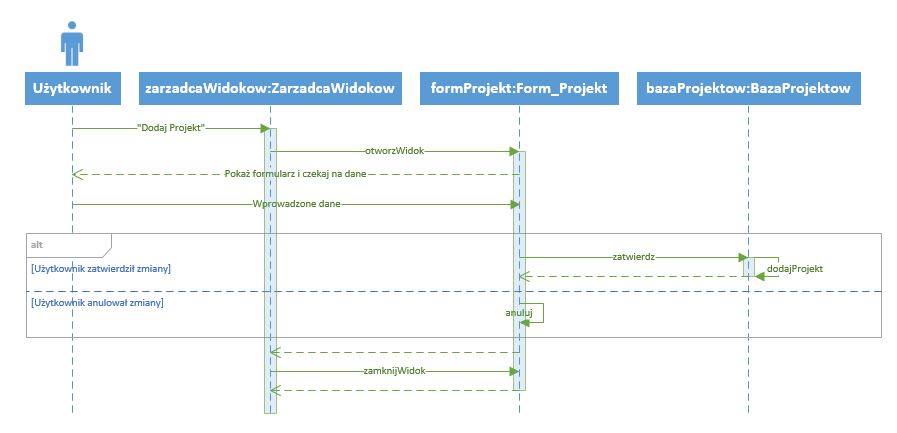 Użytkownik
zarzadcaWidokow:ZarzadcaWidokow
formProjekt:Form_Projekt
bazaProjektow:BazaProjektow
"Dodaj Projekt"
otworzWidok
Pokaż formularz i czekaj na dane
Wprowadzone dane
alt
zatwierdz
[Użytkownik zatwierdził zmiany]
dodajProjekt
[Użytkownik anulował zmiany]
anuluj
zamknijWidok